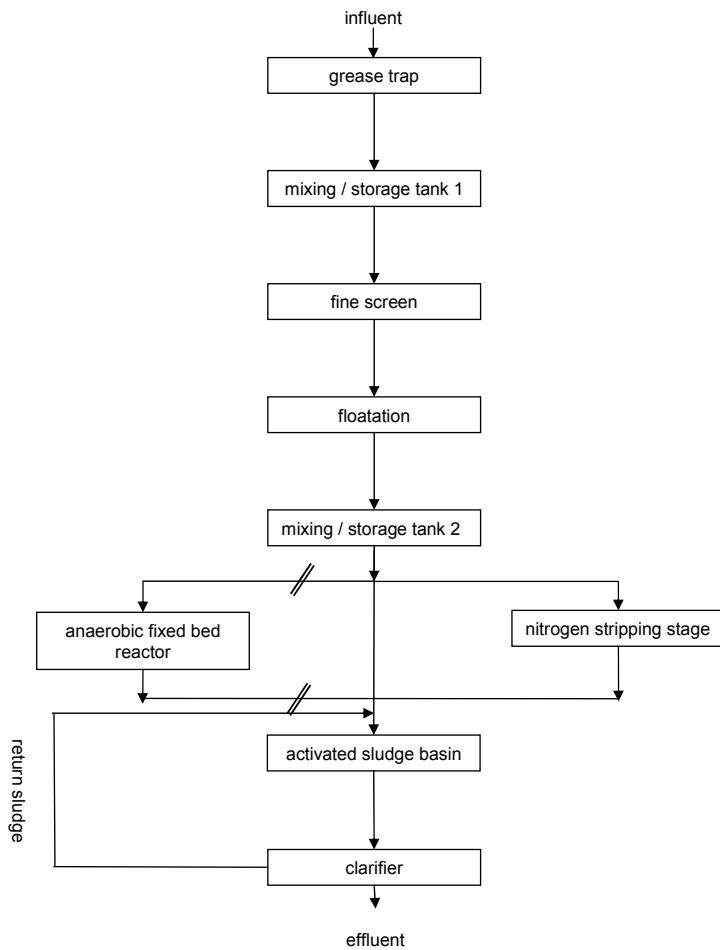 influent
grease trap
mixing / storage tank 1
fine screen
floatation
mixing / storage tank 2
anaerobic fixed bed
reactor
nitrogen stripping stage
return sludge
activated sludge basin
clarifier
effluent